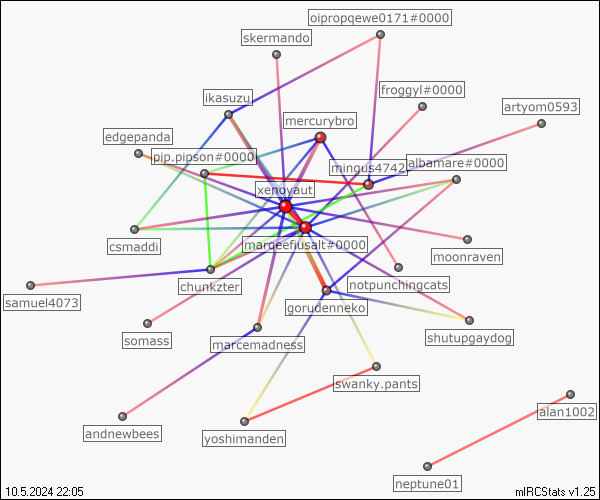 oipropqewe0171#0000
skermando
froggyl#0000
ikasuzu
artyom0593
mercurybro
edgepanda
pip.pipson#0000
mingus4742
albamare#0000
xenoyaut
marqeefiusalt#0000
csmaddi
moonraven
chunkzter
notpunchingcats
samuel4073
gorudenneko
somass
marcemadness
shutupgaydog
swanky.pants
andnewbees
yoshimanden
alan1002
neptune01
10.5.2024 22:05
mIRCStats v1.25